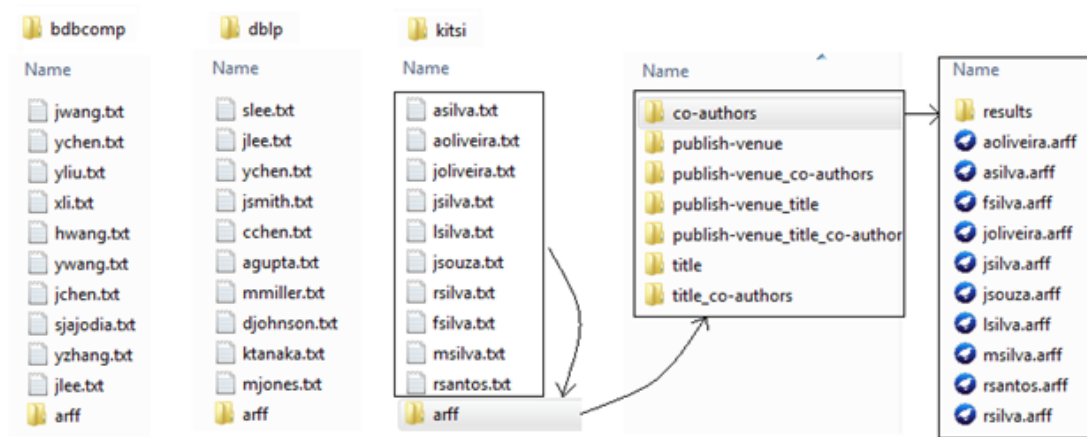 bdbcomp
Name
jwang.txt
ychen.txt
yliu.txt
xli.txt
hwang.txt
ywang.txt
jchen.txt
sjajodia.txt
yzhang.txt
jlee.txt
arff
dblp
Name
slee.txt
jlee.txt
ychen.txt
jsmith.txt
cchen.txt
agupta.txt
mmiller.txt
djohnson.txt
ktanaka.txt
mjones.txt
arff
kitsi
Name
asilva.txt
aoliveira.txt
joliveira.txt
jsilva.txt
lsilva.txt
jsouza.txt
rsilva.txt
fsilva.txt
msilva.txt
rsantos.txt
arff
Name
co-authors
publish-venue
publish-venue_co-authors
publish-venue_title
publish-venue_title_co-author
title
title_co-authors
Name
results
aoliveira.arff
asilva.arff
fsilva.arff
joliveira.arff
jsilva.arff
jsouza.arff
lsilva.arff
msilva.arff
rsantos.arff
rsilva.arff